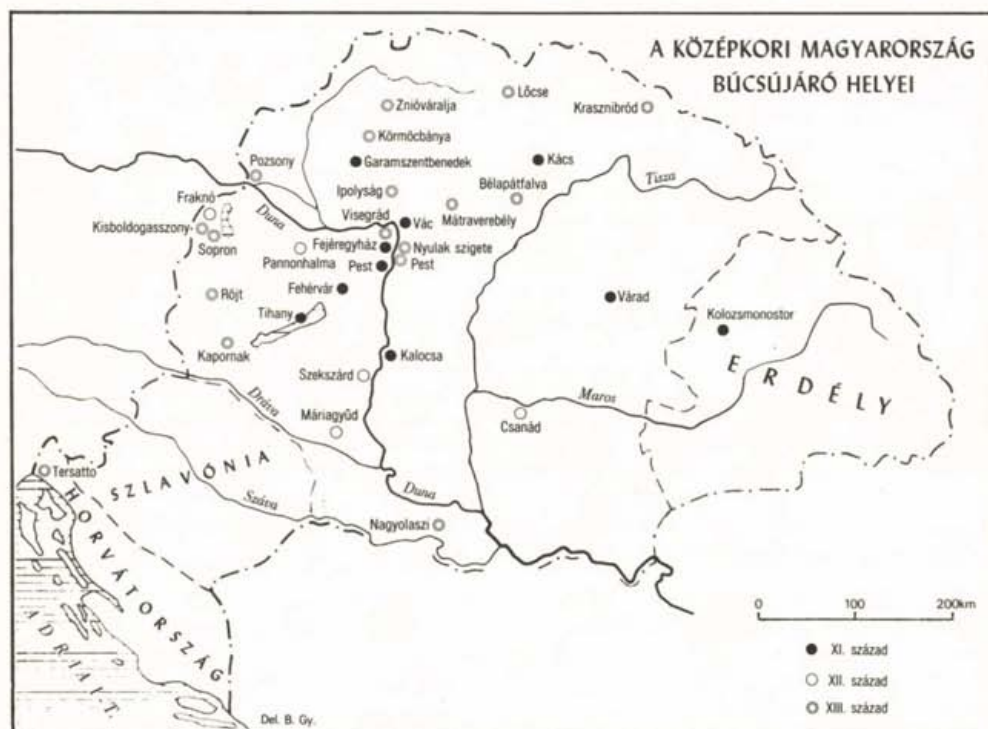 A KÖZÉPKORI MAGYARORSZÁG
BÚCSÚJÁRÓ HELYEI
Lőcse
Znióváralja
Krasznibród
Körmöcbánya
Garamszentbenedek
Kács
Pozsony
Ipolyság
Bélapátfalva
Tisza
Fraknó
Visegrád
Mátraverebély
Duna
Vác
Kisboldogasszony
Sopron
Fejéregyház
Nyulak szigete
Pannonhalma
Pest
Pest
Röjt
Fehérvár
Várad
Tihany
Kolozsmonostor
Kapornak
Kalocsa
ERDÉLY
Szekszárd
Dráva
Maros
Máriagyűd
Csanád
Tersatto
SZLAVÓNIA
Száva
Duna
HORVÁTORSZÁG
Nagyolaszi
ADRIAI T.
0 100 200km
XI. század
XII. század
XIII. század
Del. B. Gy.